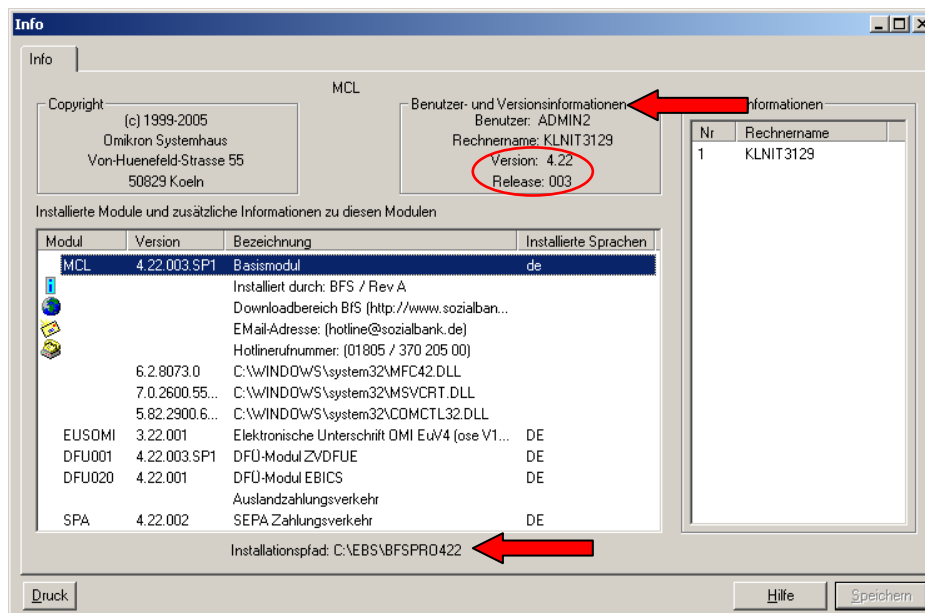 Info
Info
MCL
Copyright
(c) 1999-2005
Omikron Systemhaus
Von-Huenefeld-Strasse 55
50829 Koeln
Benutzer- und Versionsinformationen
Benutzer: ADMIN2
Rechnername: KLNIT3129
Version: 4.22
Release: 003
nformationen
Nr Rechnername
1 KLNIT3129
Installierte Module und zusätzliche Informationen zu diesen Modulen
Modul Version Bezeichnung Installierte Sprachen
MCL 4.22.003.SP1 Basismodul de
Installiert durch: BFS / Rev A
Downloadbereich BfS (http://www.sozialban...
EMail-Adresse: (hotline@sozialbank.de)
Hotlinerufnummer: (01805 / 370 205 00)
6.2.8073.0 C:\WINDOWS\system32\MFC42.DLL
7.0.2600.55... C:\WINDOWS\system32\MSVCRT.DLL
5.82.2900.6... C:\WINDOWS\system32\COMCTL32.DLL
EUSOMI 3.22.001 Elektronische Unterschrift OMI EuV4 (ose V1... DE
DFU001 4.22.003.SP1 DFÜ-Modul ZVDFUE DE
DFU020 4.22.001 DFÜ-Modul EBICS DE
Auslandzahlungsverkehr
SPA 4.22.002 SEPA Zahlungsverkehr DE
Installationspfad: C:\EBS\BFSPRO422
Druck
Hilfe
Speichern